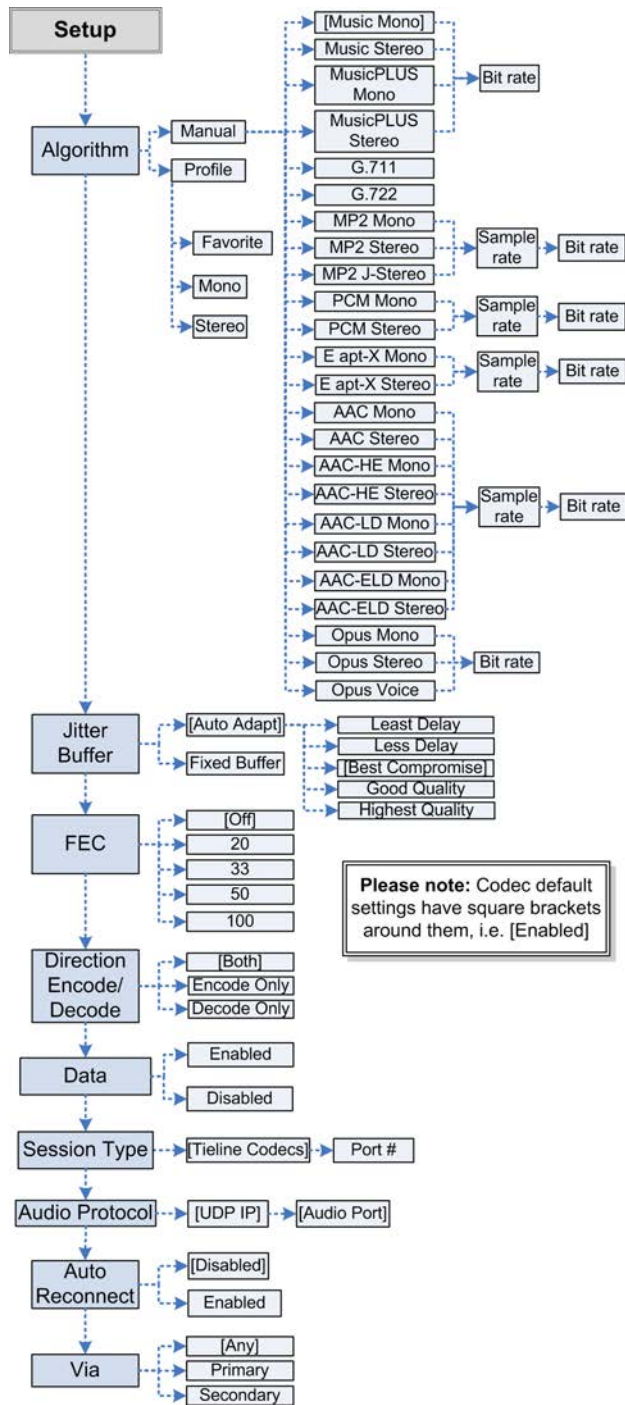 Setup
Algorithm
Manual
Profile
Favorite
Mono
Stereo
[Music Mono]
Music Stereo
MusicPLUS
Mono
MusicPLUS
Stereo
Bit rate
G.711
G.722
MP2 Mono
MP2 Stereo
MP2 J-Stereo
Sample
rate
Bit rate
PCM Mono
PCM Stereo
Sample
rate
Bit rate
E apt-X Mono
E apt-X Stereo
Sample
rate
Bit rate
AAC Mono
AAC Stereo
AAC-HE Mono
AAC-HE Stereo
AAC-LD Mono
AAC-LD Stereo
AAC-ELD Mono
AAC-ELD Stereo
Sample
rate
Bit rate
Opus Mono
Opus Stereo
Opus Voice
Bit rate
Jitter
Buffer
[Auto Adapt]
Fixed Buffer
Least Delay
Less Delay
[Best Compromise]
Good Quality
Highest Quality
FEC
[Off]
20
33
50
100
Please note: Codec default
settings have square brackets
around them, i.e. [Enabled]
Direction
Encode/
Decode
[Both]
Encode Only
Decode Only
Data
Enabled
Disabled
Session Type
[Tieline Codecs]
Port #
Audio Protocol
[UDP IP]
[Audio Port]
Auto
Reconnect
[Disabled]
Enabled
Via
[Any]
Primary
Secondary